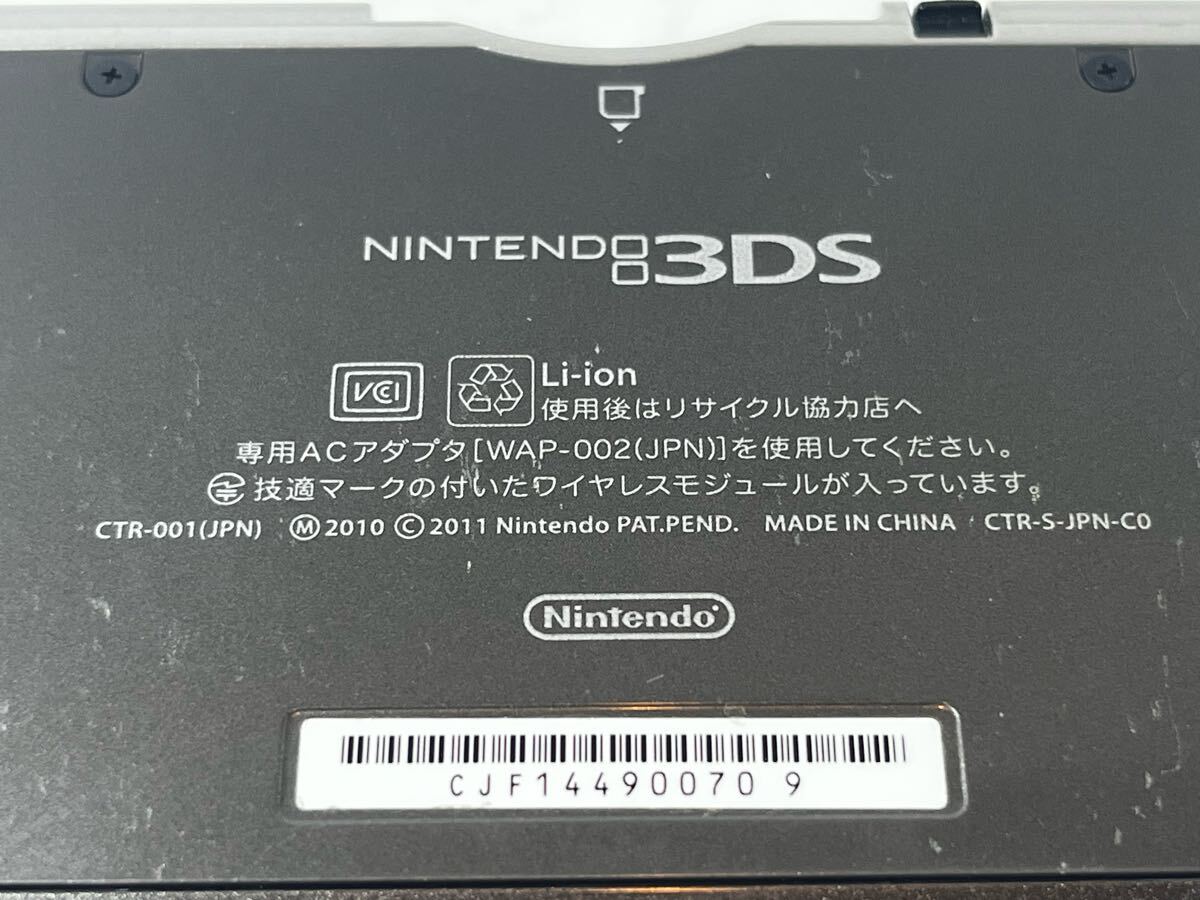 NINTENDO3DS
VCCI
Li-ion
使用後はリサイクル協力店へ
専用ACアダプタ[WAP-002(JPN)]を使用してください。
技適マークの付いたワイヤレスモジュールが入っています。
CTR-001(JPN) Ⓜ2010 ©2011 Nintendo PAT.PEND. MADE IN CHINA CTR-S-JPN-C0
Nintendo
CJF14490070 9